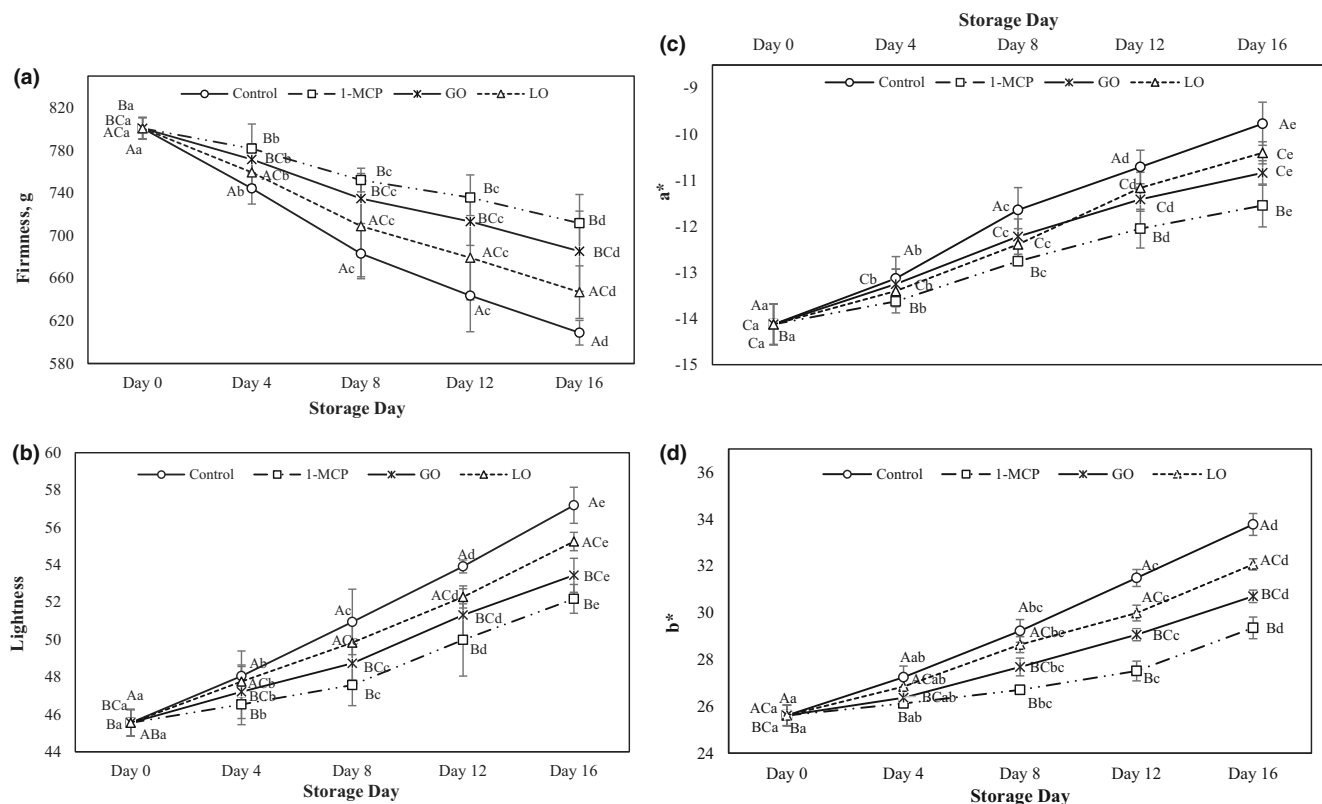 (a)
Control 1-MCP GO LO
Firmness, g
820
780
740
700
660
620
580
Ba
BCa
ACa
Aa
Bb
BCb
ACb
Ab
Bc
BCc
ACc
Ac
Bc
BCc
ACc
Ac
Bd
BCd
ACd
Ad
Day 0 Day 4 Day 8 Day 12 Day 16
Storage Day
(b)
Control 1-MCP GO LO
Lightness
60
58
56
54
52
50
48
46
44
Aa
BCa
Ba
ABa
Ab
ACb
BCb
Bb
Ac
ACc
BCc
Bc
Ad
ACd
BCd
Bd
Ae
ACe
BCe
Be
Day 0 Day 4 Day 8 Day 12 Day 16
Storage Day
(c)
Storage Day
Day 0 Day 4 Day 8 Day 12 Day 16
Control 1-MCP GO LO
a*
-9
-10
-11
-12
-13
-14
-15
Aa
Ca
Ba
Ca
Ab
Cb
Cb
Bb
Ac
Cc
Cc
Bc
Ad
Cd
Cd
Bd
Ae
Ce
Ce
Be
(d)
Control 1-MCP GO LO
b*
36
34
32
30
28
26
24
Aa
ACa
BCa
Ba
Aab
ACab
BCab
Bab
Abc
ACbc
BCbc
Bbc
Ac
ACc
BCc
Bc
Ad
ACd
BCd
Bd
Day 0 Day 4 Day 8 Day 12 Day 16
Storage Day